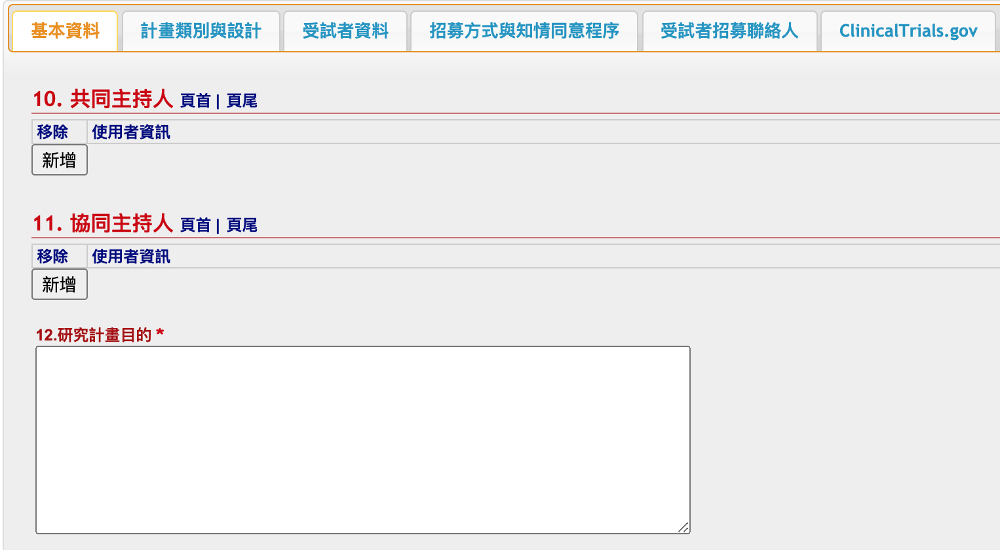 基本資料 計畫類別與設計 受試者資料 招募方式與知情同意程序 受試者招募聯絡人 ClinicalTrials.gov
10. 共同主持人 頁首 | 頁尾
移除 使用者資訊
新增
11. 協同主持人 頁首 | 頁尾
移除 使用者資訊
新增
12.研究計畫目的 *